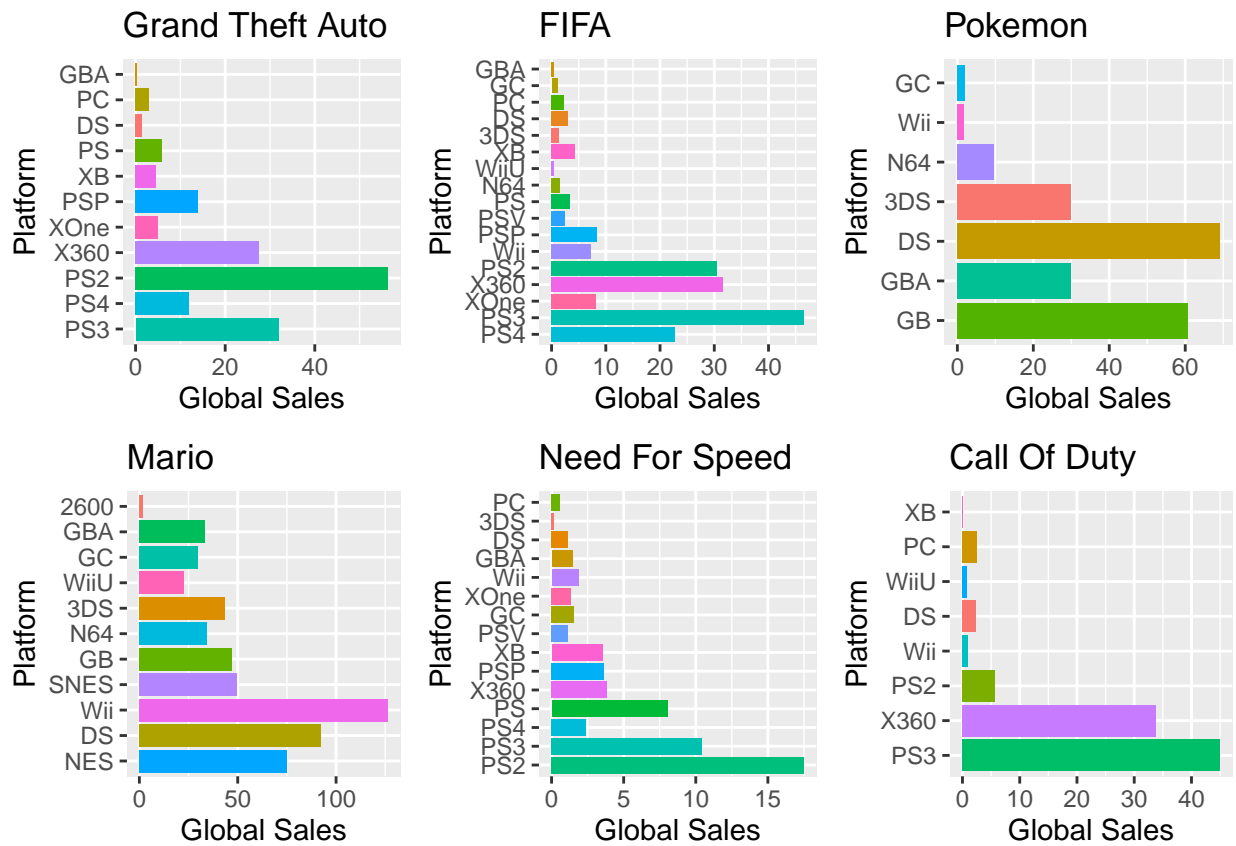 Grand Theft Auto
GBA
PC
DS
PS
XB
PSP
XOne
X360
PS2
PS4
PS3
Platform
0 20 40
Global Sales
FIFA
GBA
GC
PC
DS
3DS
XB
WiiU
N64
PS
PSV
PSP
Wii
PS2
X360
XOne
PS3
PS4
Platform
0 10 20 30 40
Global Sales
Pokemon
GC
Wii
N64
3DS
DS
GBA
GB
Platform
0 20 40 60
Global Sales
Mario
2600
GBA
GC
WiiU
3DS
N64
GB
SNES
Wii
DS
NES
Platform
0 50 100
Global Sales
Need For Speed
PC
3DS
DS
GBA
Wii
XOne
GC
PSV
XB
PSP
X360
PS
PS4
PS3
PS2
Platform
0 5 10 15
Global Sales
Call Of Duty
XB
PC
WiiU
DS
Wii
PS2
X360
PS3
Platform
0 10 20 30 40
Global Sales